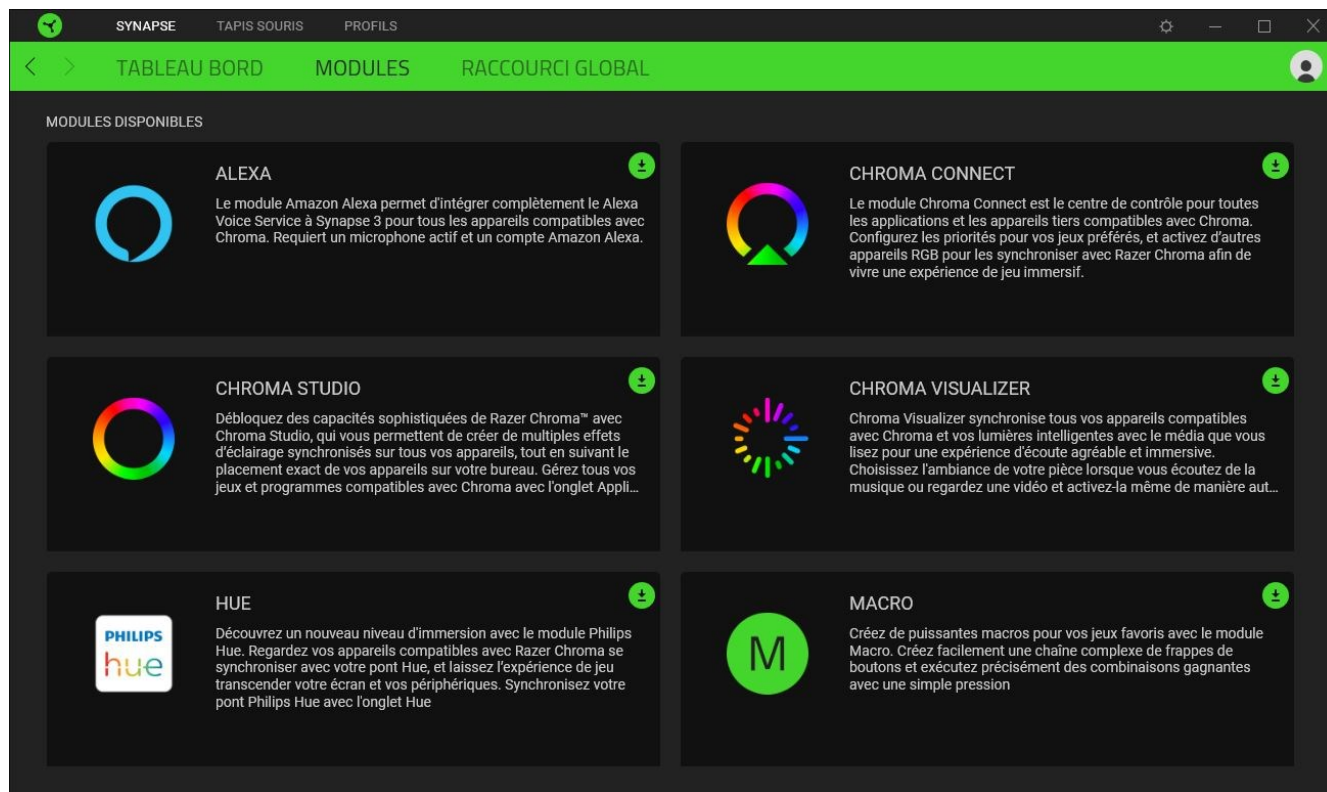 SYNAPSE TAPIS SOURIS PROFILS
TABLEAU BORD MODULES RACCOURCI GLOBAL
MODULES DISPONIBLES
ALEXA
Le module Amazon Alexa permet d'intégrer complètement le Alexa
Voice Service à Synapse 3 pour tous les appareils compatibles avec
Chroma. Requiert un microphone actif et un compte Amazon Alexa.
CHROMA CONNECT
Le module Chroma Connect est le centre de contrôle pour toutes
les applications et les appareils tiers compatibles avec Chroma.
Configurez les priorités pour vos jeux préférés, et activez d'autres
appareils RGB pour les synchroniser avec Razer Chroma afin de
vivre une expérience de jeu immersif.
CHROMA STUDIO
Débloquez des capacités sophistiquées de Razer Chroma™ avec
Chroma Studio, qui vous permettent de créer de multiples effets
d'éclairage synchronisés sur tous vos appareils, tout en suivant le
placement exact de vos appareils sur votre bureau. Gérez tous vos
jeux et programmes compatibles avec Chroma avec l'onglet Appli…
CHROMA VISUALIZER
Chroma Visualizer synchronise tous vos appareils compatibles
avec Chroma et vos lumières intelligentes avec le média que vous
lisez pour une expérience d'écoute agréable et immersive.
Choisissez l'ambiance de votre pièce lorsque vous écoutez de la
musique ou regardez une vidéo et activez-la même de manière aut…
PHILIPS
hue
HUE
Découvrez un nouveau niveau d'immersion avec le module Philips
Hue. Regardez vos appareils compatibles avec Razer Chroma se
synchroniser avec votre pont Hue, et laissez l'expérience de jeu
transcender votre écran et vos périphériques. Synchronisez votre
pont Philips Hue avec l'onglet Hue
M
MACRO
Créez de puissantes macros pour vos jeux favoris avec le module
Macro. Créez facilement une chaîne complexe de frappes de
boutons et exécutez précisément des combinaisons gagnantes
avec une simple pression